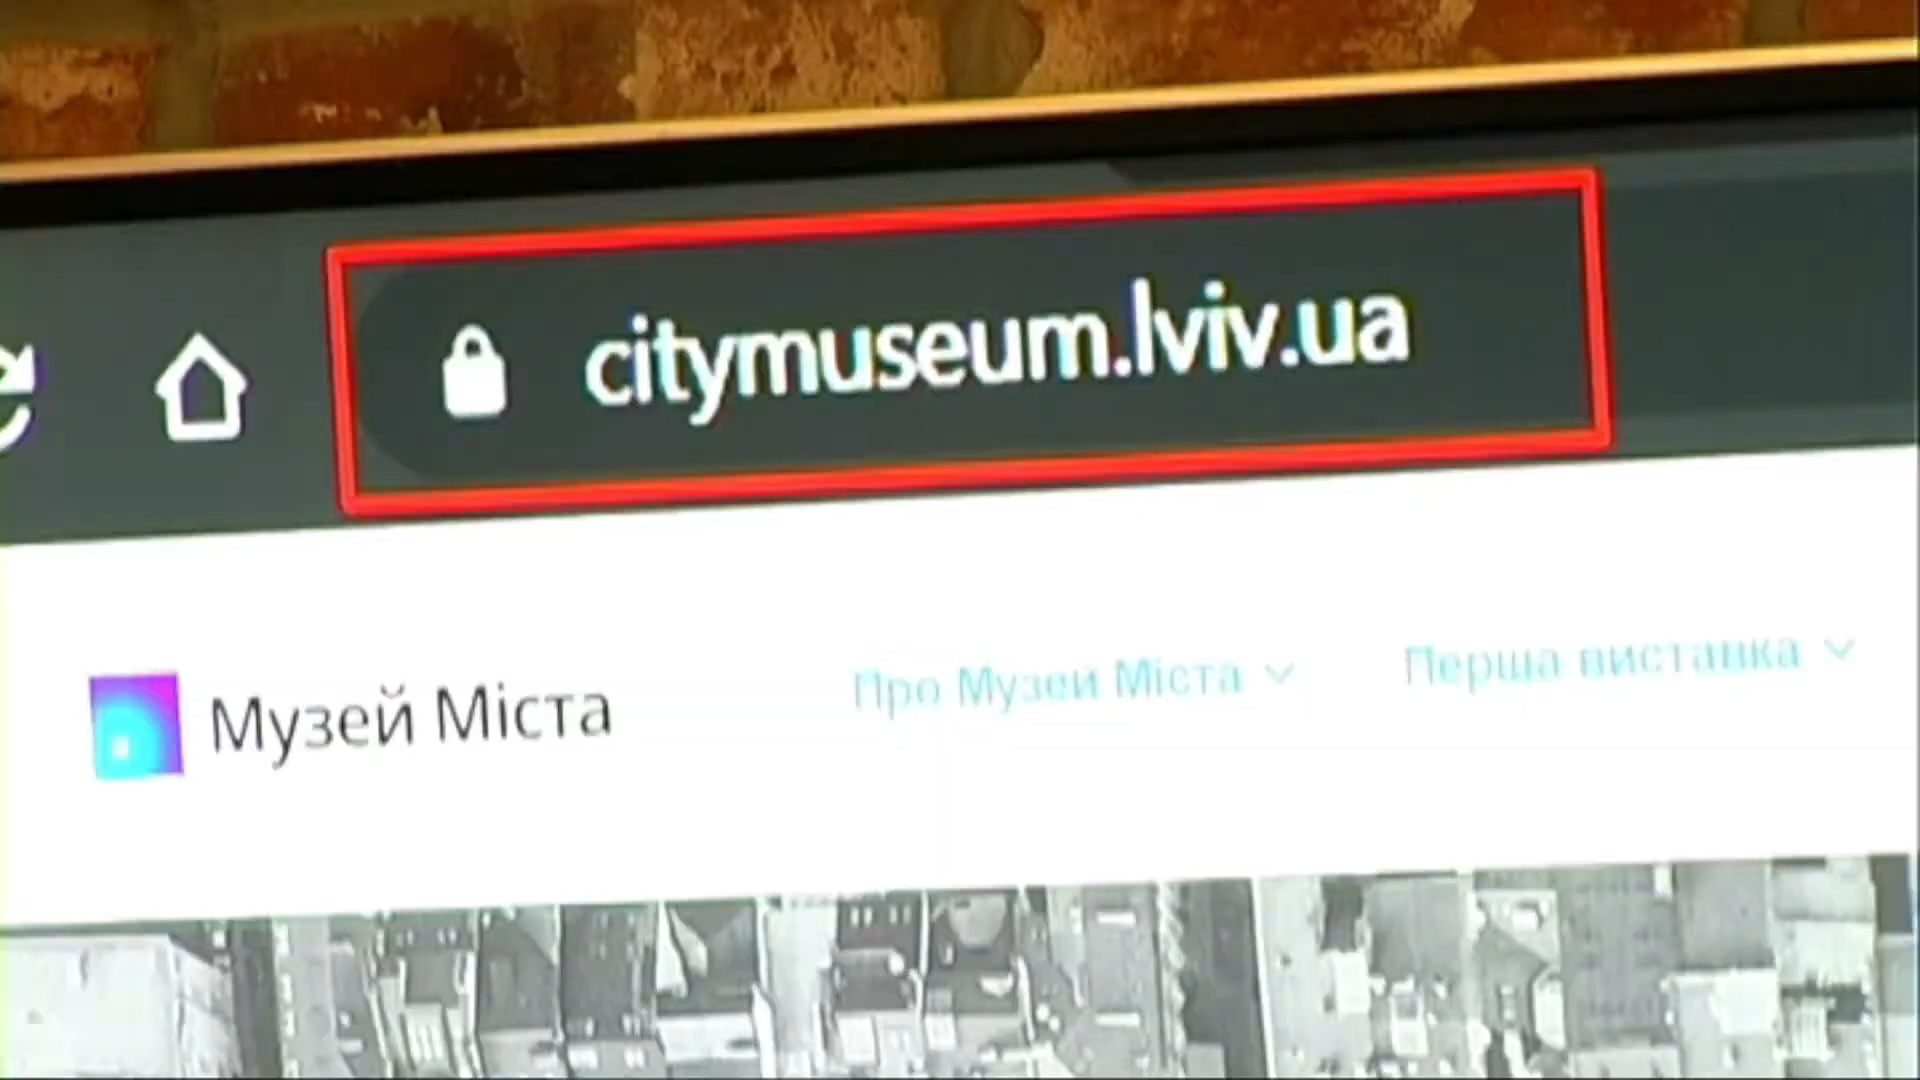 citymuseum.lviv.ua
Музей Міста
Про Музей Міста
Перша виставка